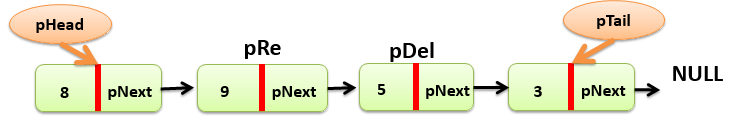 pHead
pRe
pDel
pTail
NULL
8 pNext
9 pNext
5 pNext
3 pNext